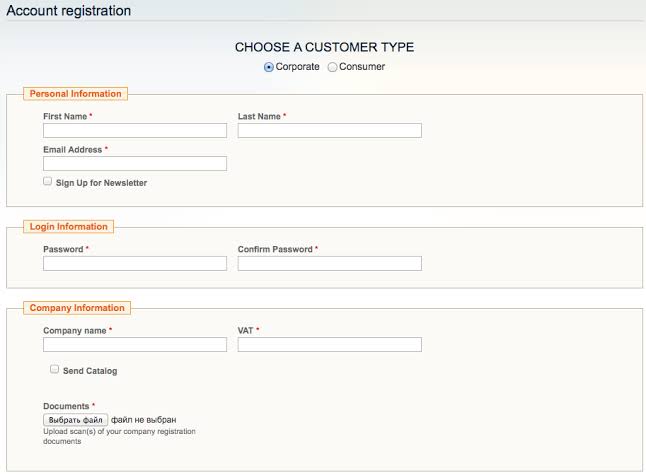 Account registration
CHOOSE A CUSTOMER TYPE
Corporate Consumer
Personal Information
First Name * Last Name *
Email Address *
Sign Up for Newsletter
Login Information
Password * Confirm Password *
Company Information
Company name * VAT *
Send Catalog
Documents *
Выбрать файл файл не выбран
Upload scan(s) of your company registration
documents